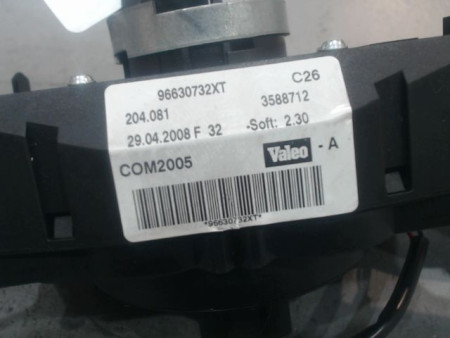 96630732XT C26
204.081 3588712
29.04.2008 F 32 -Soft: 2.30
COM2005 Valeo - A
*96630732XT*